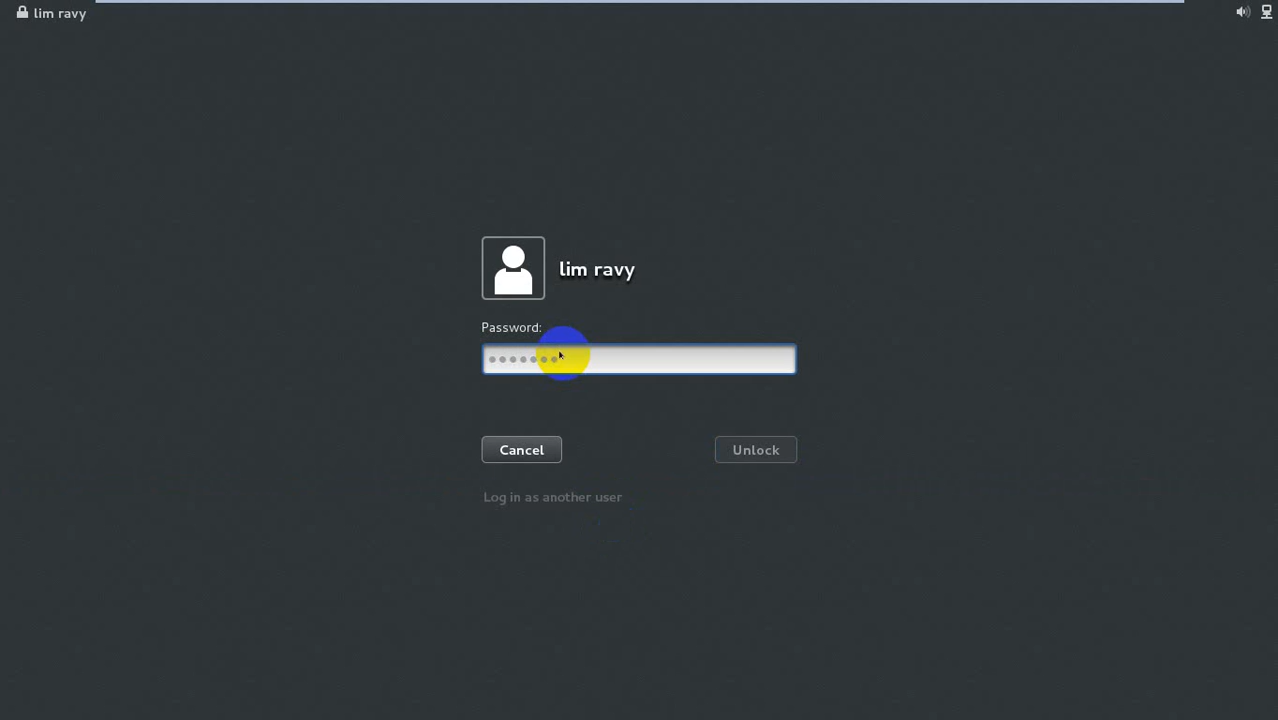 lim ravy
lim ravy
Password:
●●●●●●●
Cancel
Unlock
Log in as another user